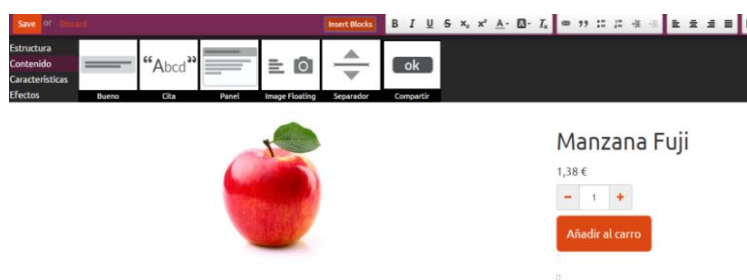 Save or Discard Insert Blocks B I U S x₂ x² A A Iₓ
Estructura
Contenido
Características
Efectos
“Abcd”
ok
Bueno Cita Panel Image Floating Separador Compartir
Manzana Fuji
1,38 €
- 1 +
Añadir al carro